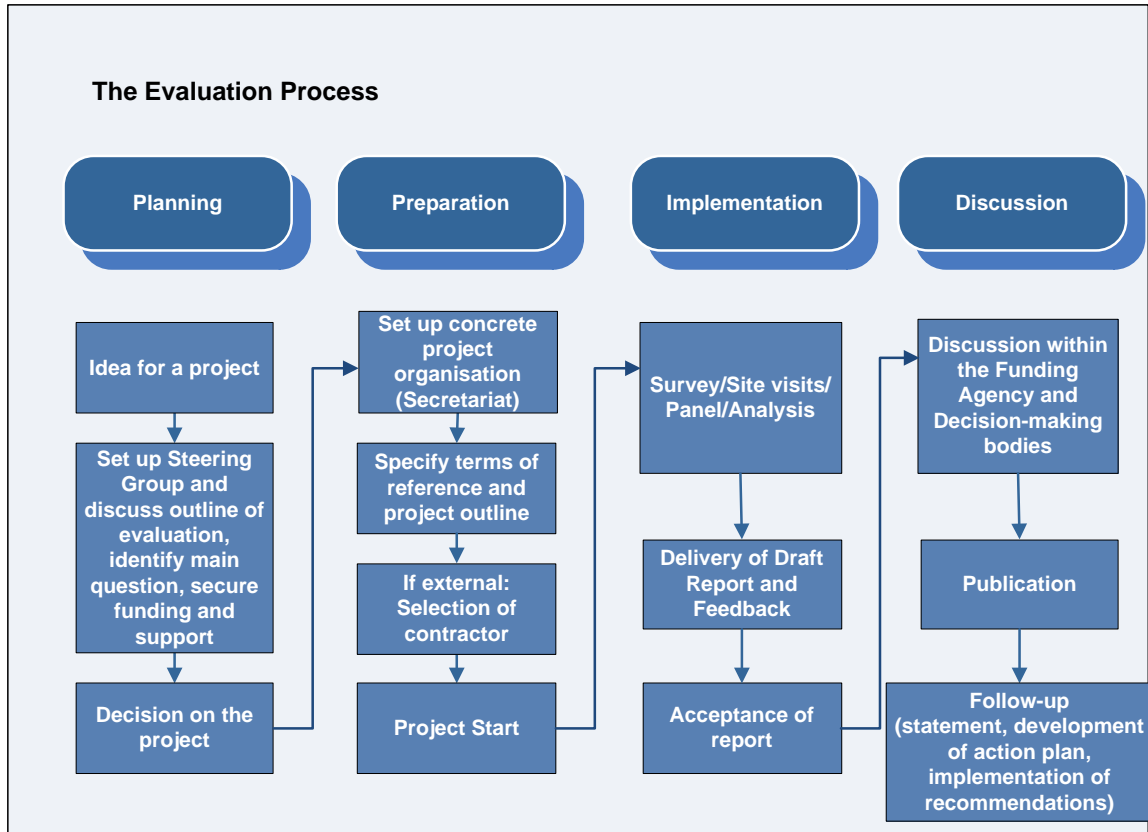 The Evaluation Process
Planning
Preparation
Implementation
Discussion
Idea for a project
Set up Steering
Group and
discuss outline of
evaluation,
identify main
question, secure
funding and
support
Decision on the
project
Set up concrete
project
organisation
(Secretariat)
Specify terms of
reference and
project outline
If external:
Selection of
contractor
Project Start
Survey/Site visits/
Panel/Analysis
Delivery of Draft
Report and
Feedback
Acceptance of
report
Discussion within
the Funding
Agency and
Decision-making
bodies
Publication
Follow-up
(statement, development
of action plan,
implementation of
recommendations)